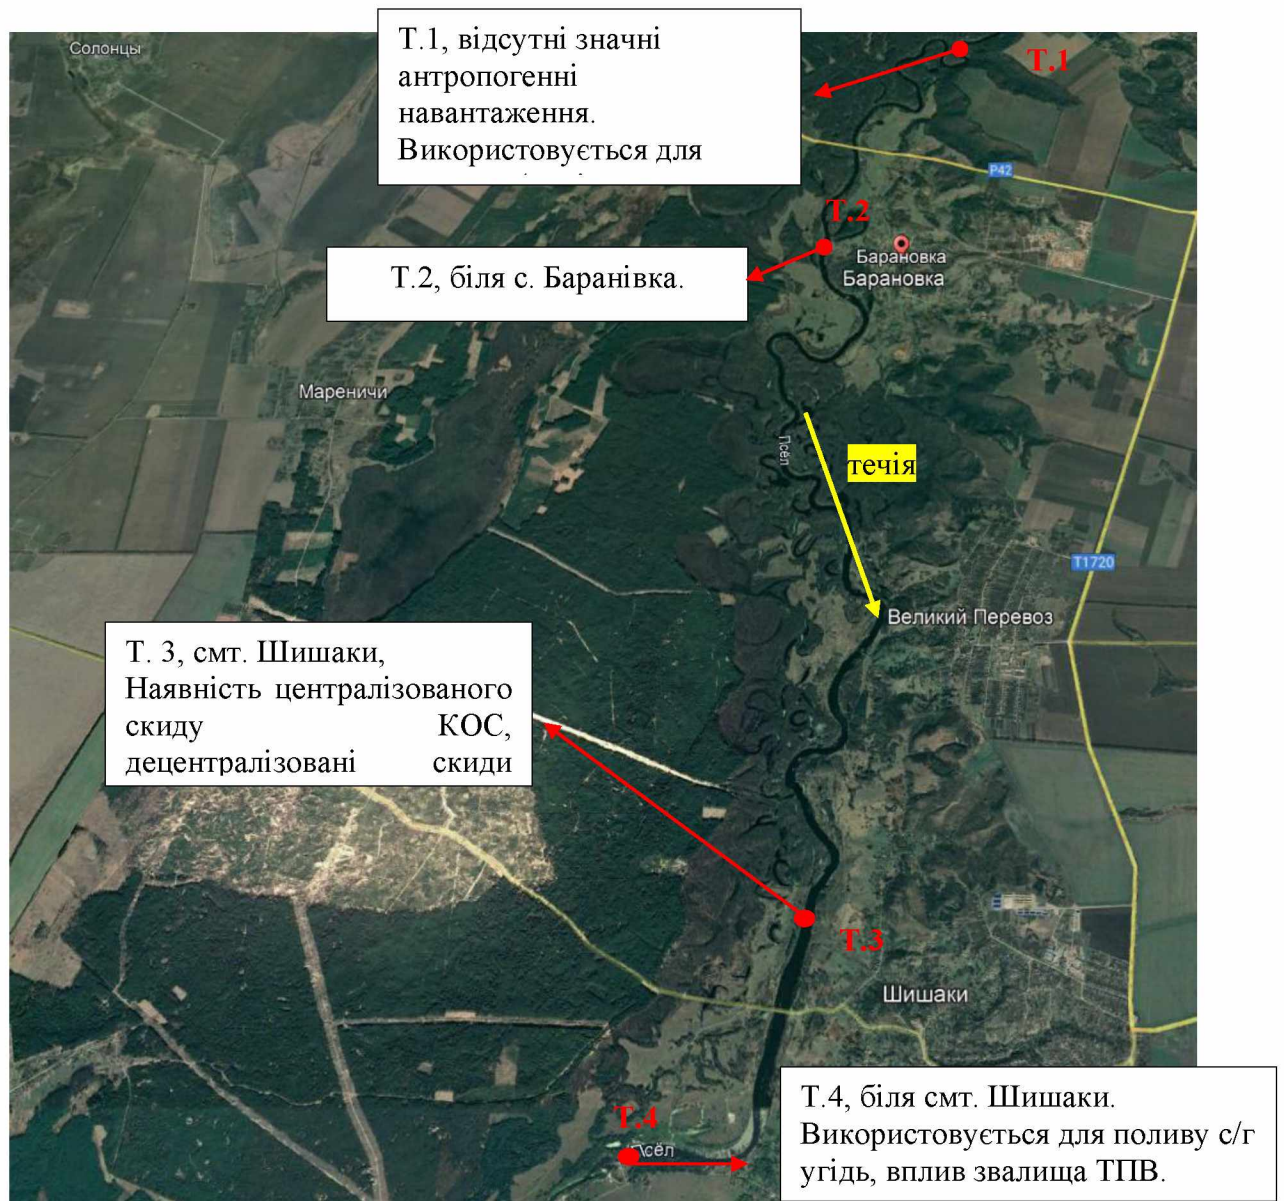 Солонцы
Т.1, відсутні значні
антропогенні
навантаження.
Використовується для
Т.1
Р42
Т.2
Барановка
Барановка
Т.2, біля с. Баранівка.
Мареничи
Псёл
течія
Т1720
Великий Перевоз
Т. 3, смт. Шишаки,
Наявність централізованого
скиду КОС,
децентралізовані скиди
Т.3
Шишаки
Т.4
Псёл
Т.4, біля смт. Шишаки.
Використовується для поливу с/г
угідь, вплив звалища ТПВ.